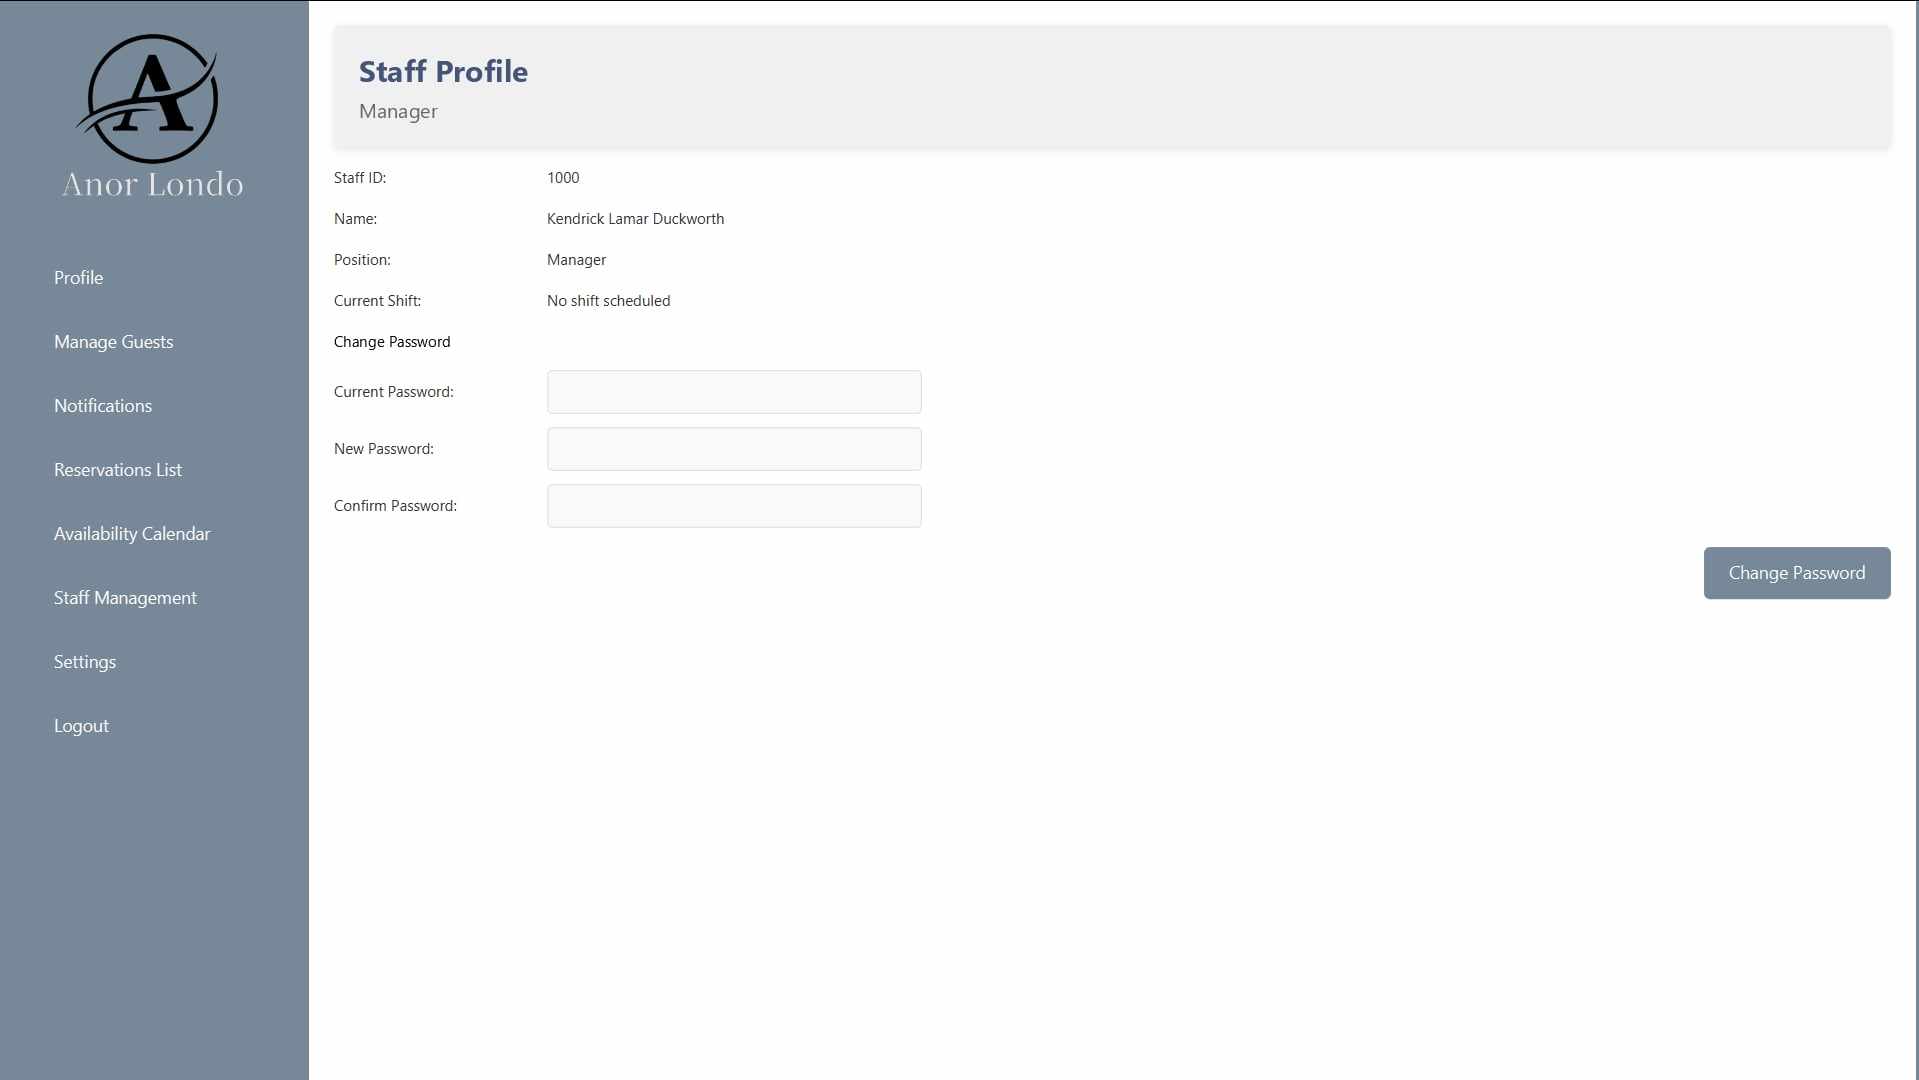 A
Anor Londo
Profile
Manage Guests
Notifications
Reservations List
Availability Calendar
Staff Management
Settings
Logout
Staff Profile
Manager
Staff ID: 1000
Name: Kendrick Lamar Duckworth
Position: Manager
Current Shift: No shift scheduled
Change Password
Current Password:
New Password:
Confirm Password:
Change Password